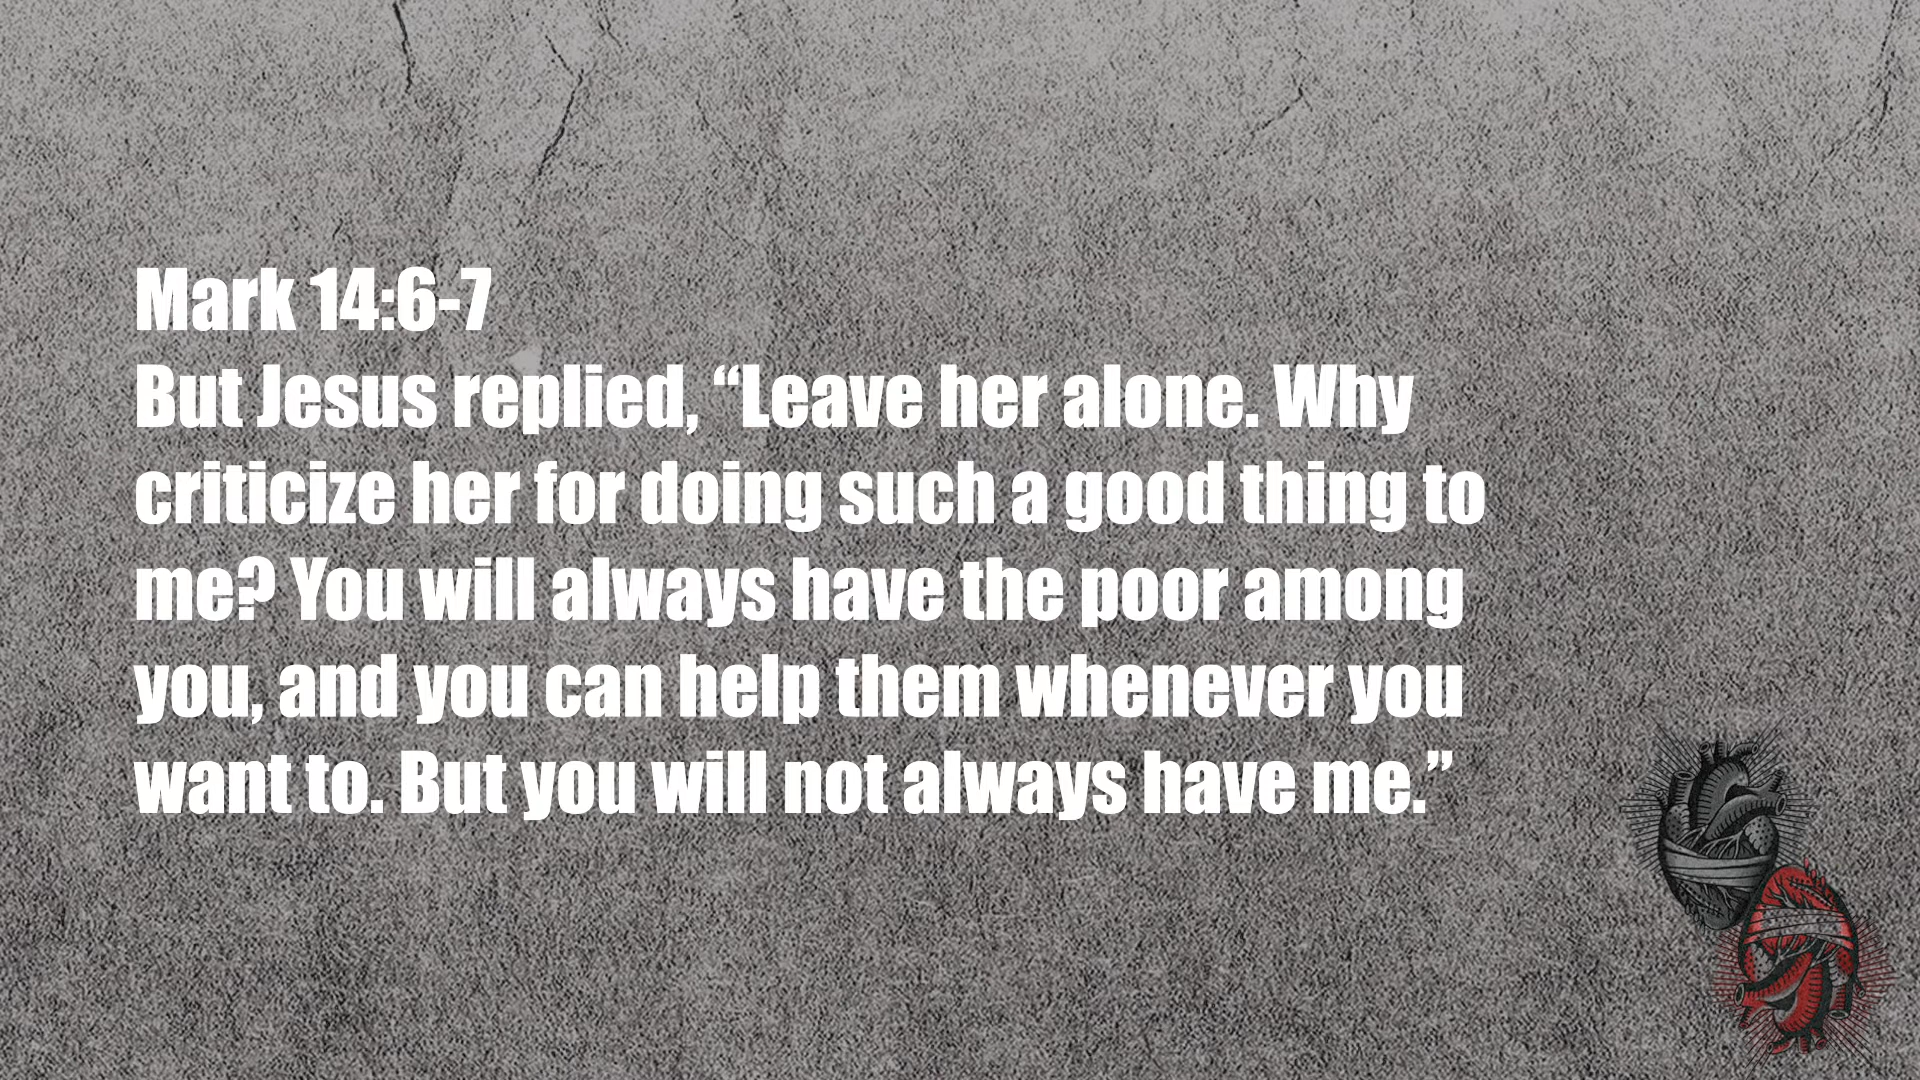 Mark 14:6-7
But Jesus replied, “Leave her alone. Why
criticize her for doing such a good thing to
me? You will always have the poor among
you, and you can help them whenever you
want to. But you will not always have me.”